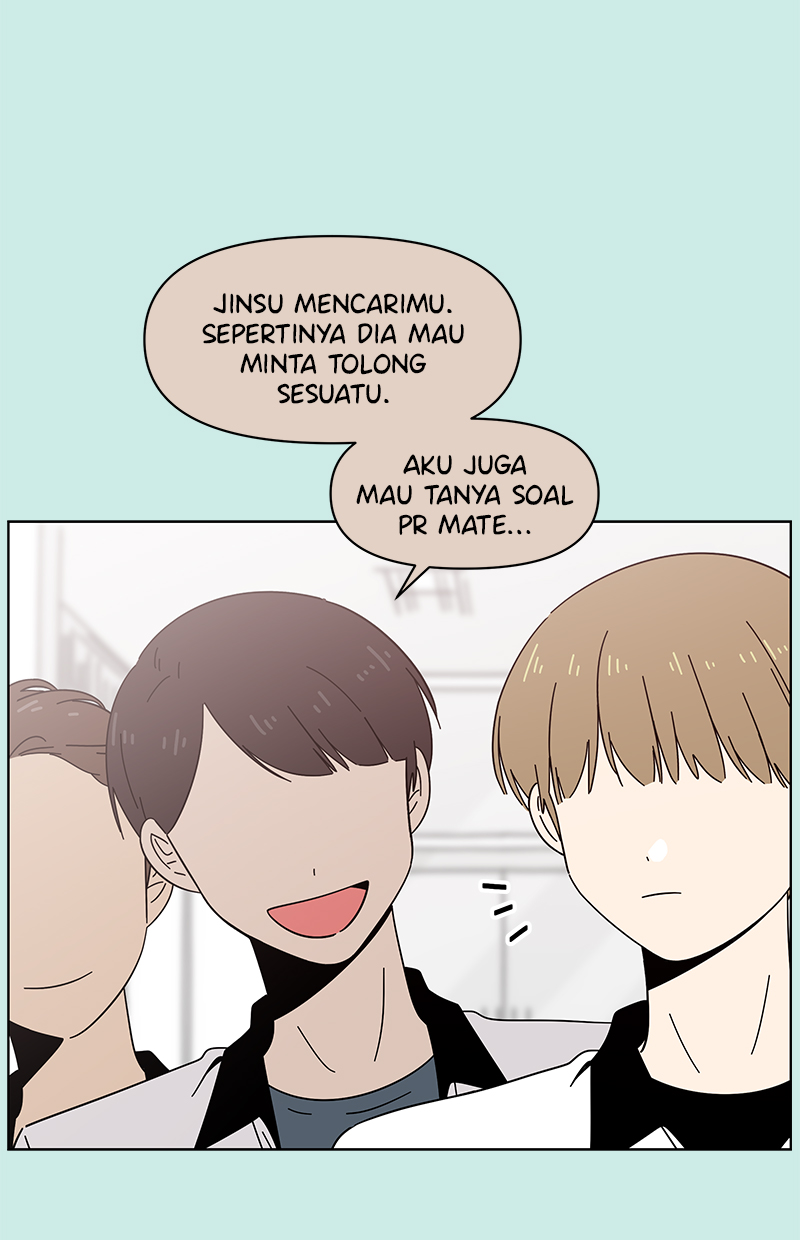 JINSU MENCARIMU.
SEPERTINYA DIA MAU
MINTA TOLONG
SESUATU.
AKU JUGA
MAU TANYA SOAL
PR MATE...